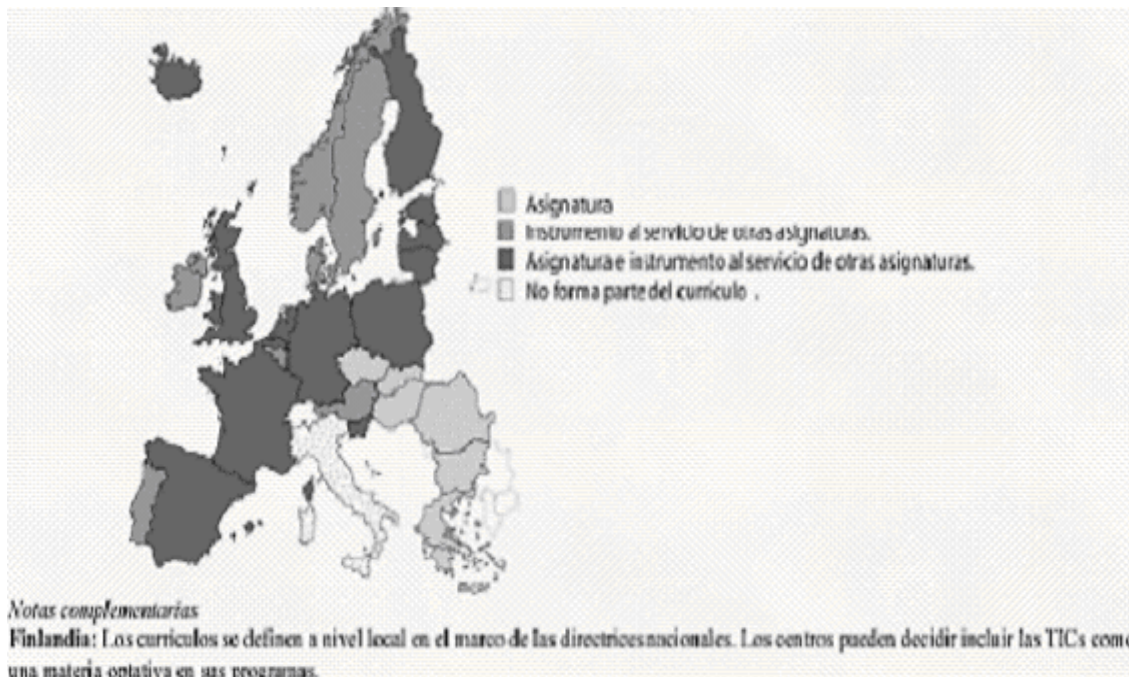 Asignatura
Instrumento al servicio de otras asignaturas.
Asignatura e instrumento al servicio de otras asignaturas.
No forma parte del currículo .
Notas complementarias
Finlandia: Los currículos se definen a nivel local en el marco de las directrices nacionales. Los centros pueden decidir incluir las TICs como
una materia optativa en sus programas.